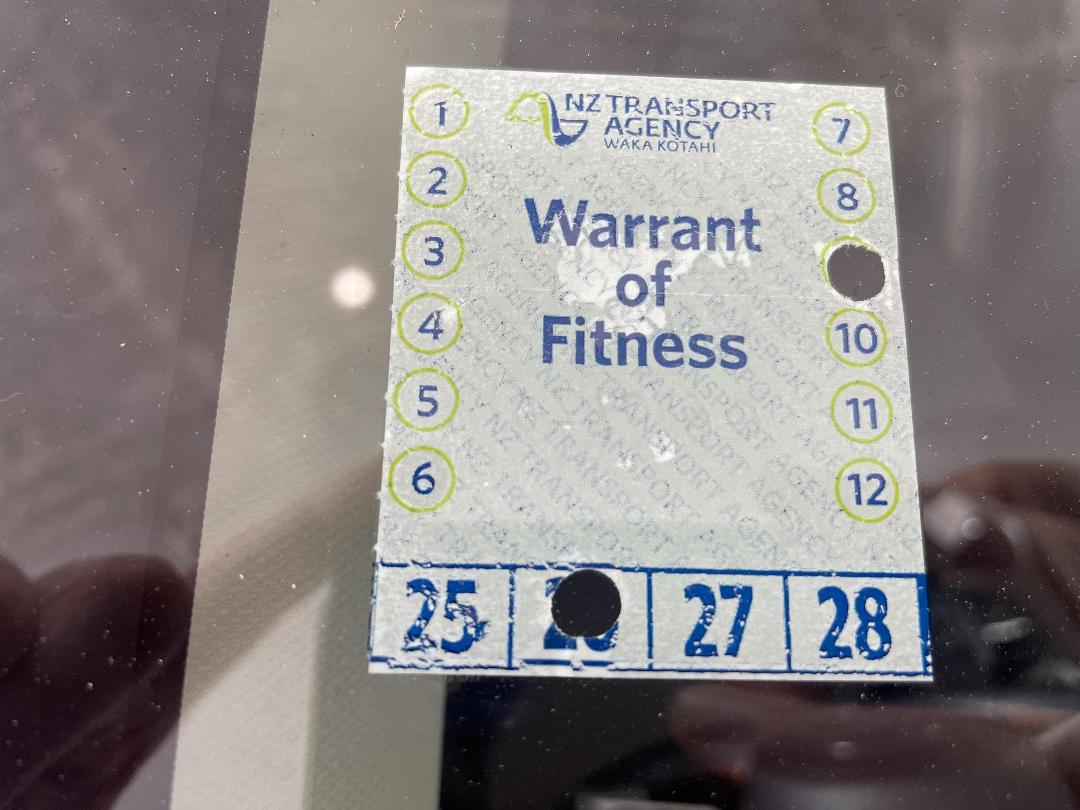 NZ TRANSPORT
AGENCY
WAKA KOTAHI
Warrant
of
Fitness
1
2
3
4
5
6
7
8
10
11
12
25 27 28